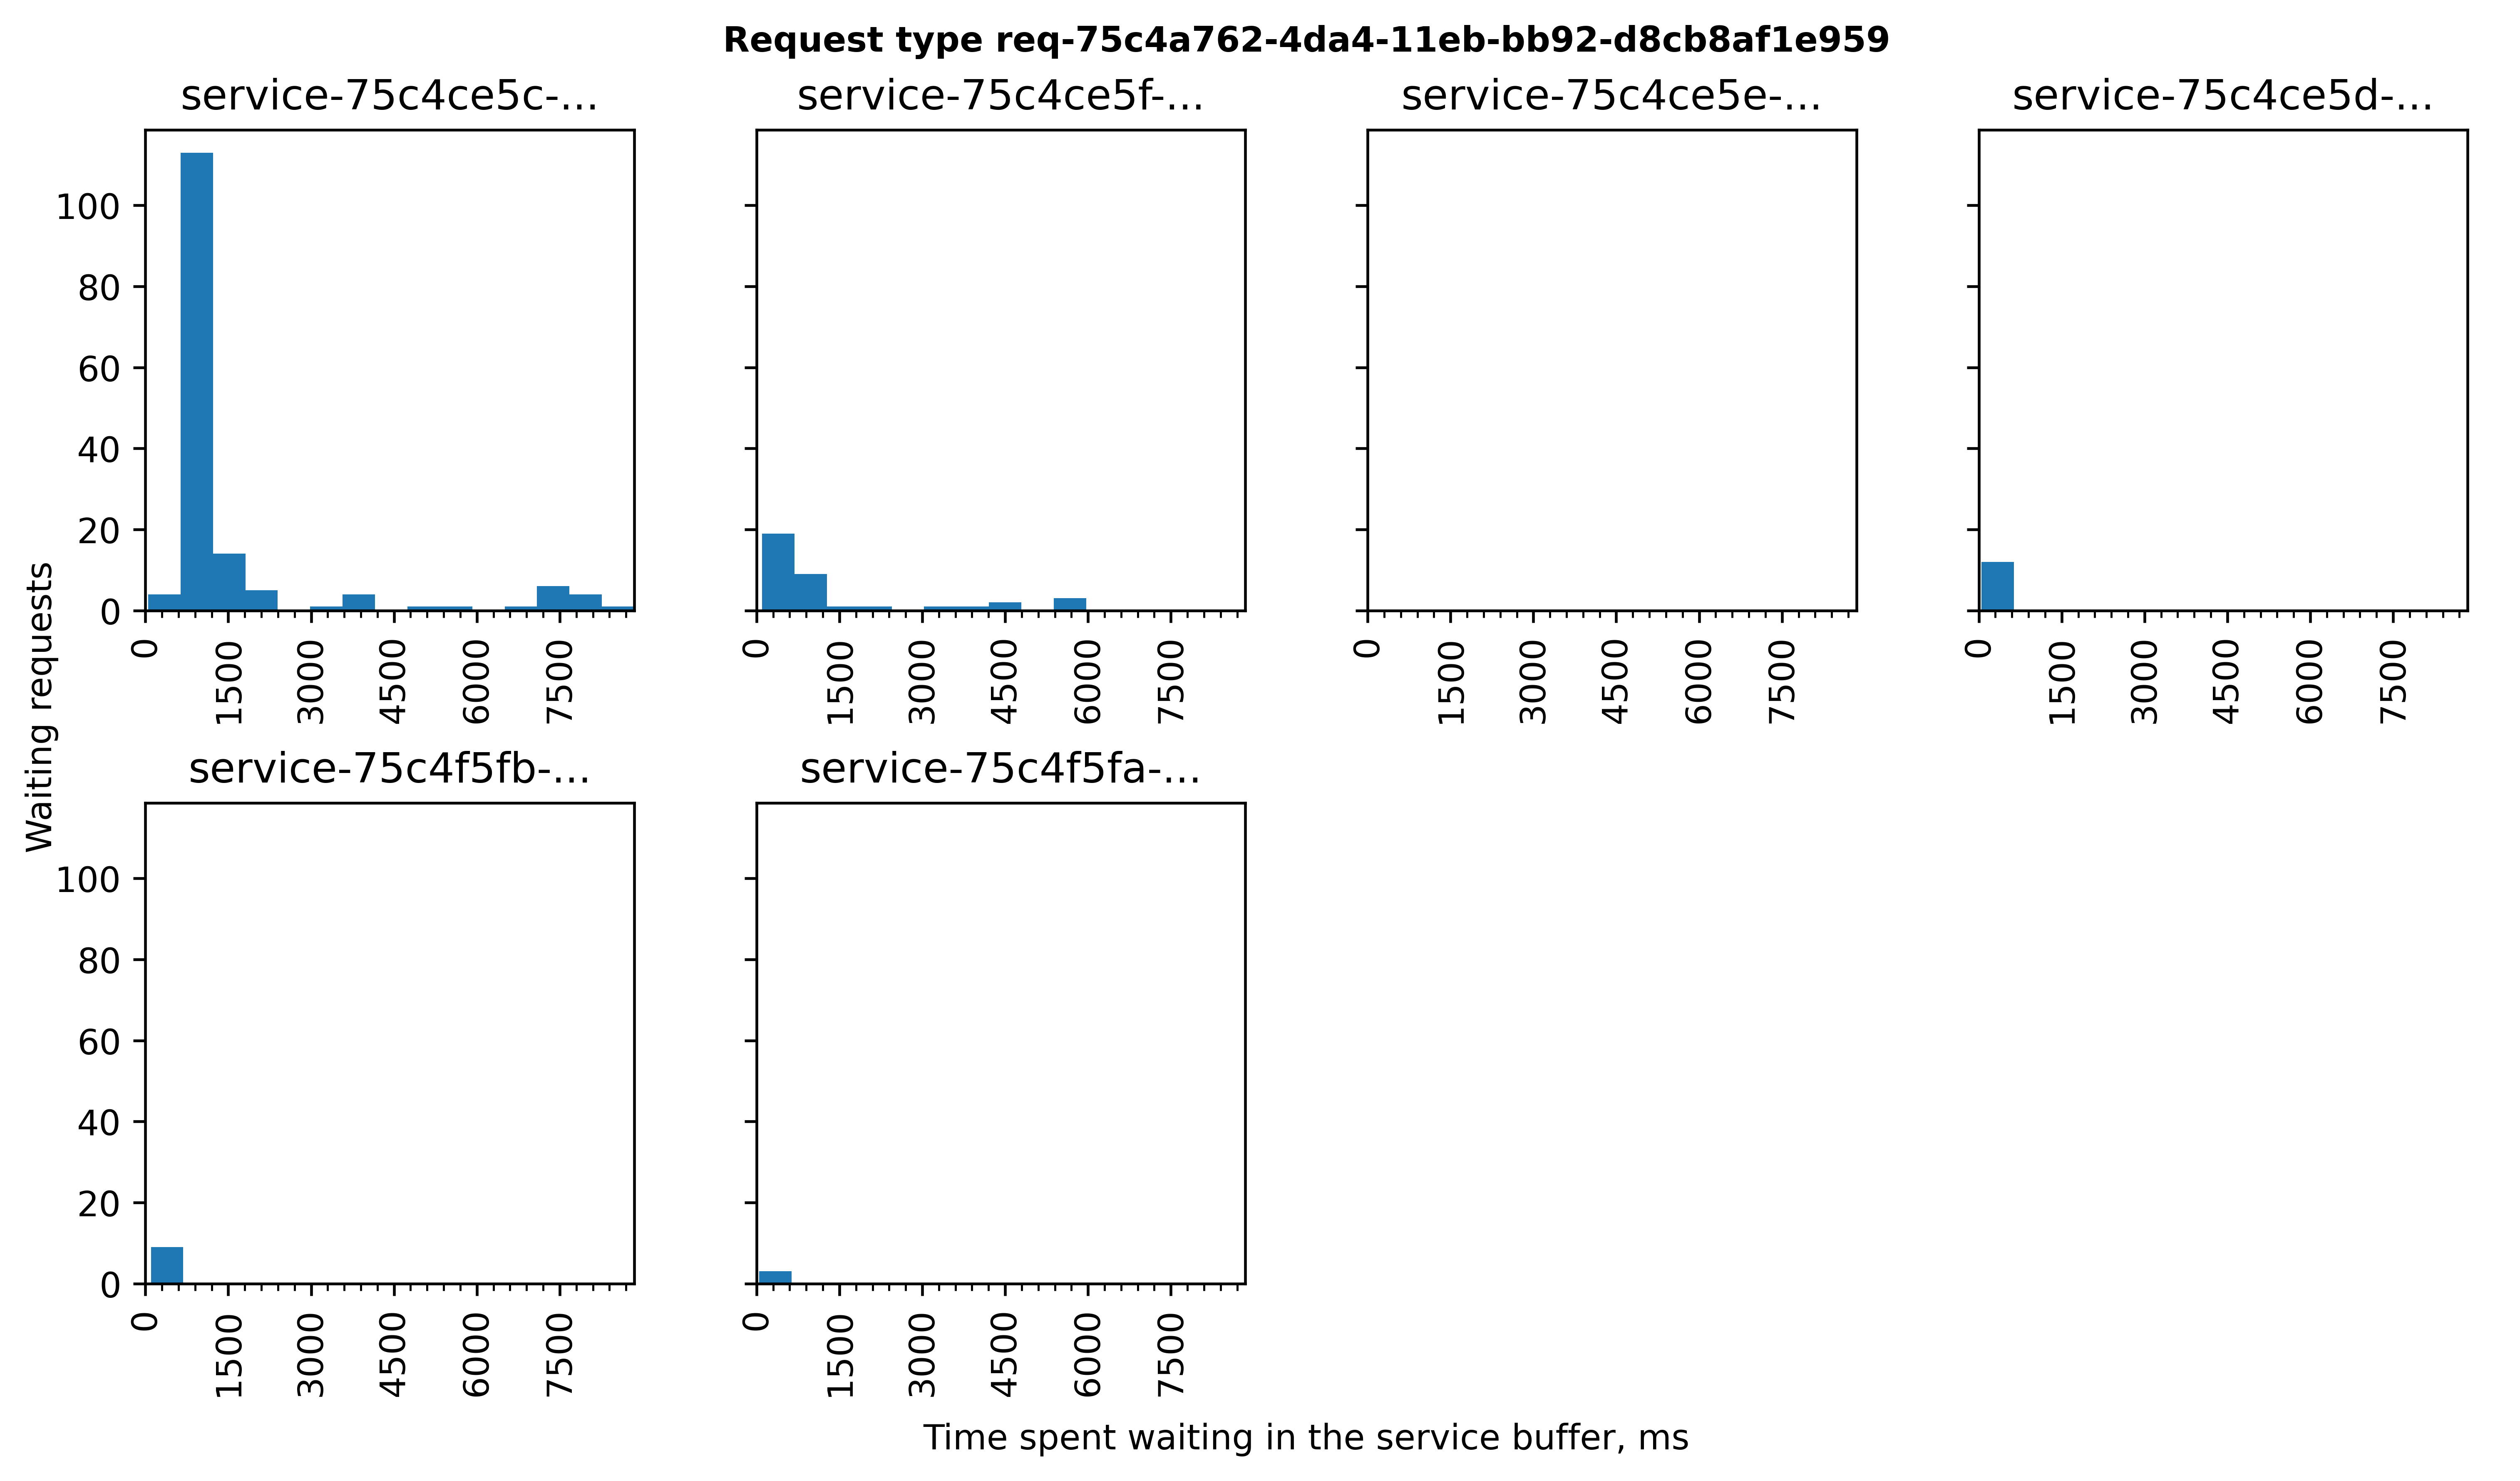 Request type req-75c4a762-4da4-11eb-bb92-d8cb8af1e959
service-75c4ce5c-...
service-75c4ce5f-...
service-75c4ce5e-...
service-75c4ce5d-...
100
80
60
40
20
0
0 1500 3000 4500 6000 7500
0 1500 3000 4500 6000 7500
0 1500 3000 4500 6000 7500
0 1500 3000 4500 6000 7500
Waiting requests
service-75c4f5fb-...
service-75c4f5fa-...
100
80
60
40
20
0
0 1500 3000 4500 6000 7500
0 1500 3000 4500 6000 7500
Time spent waiting in the service buffer, ms